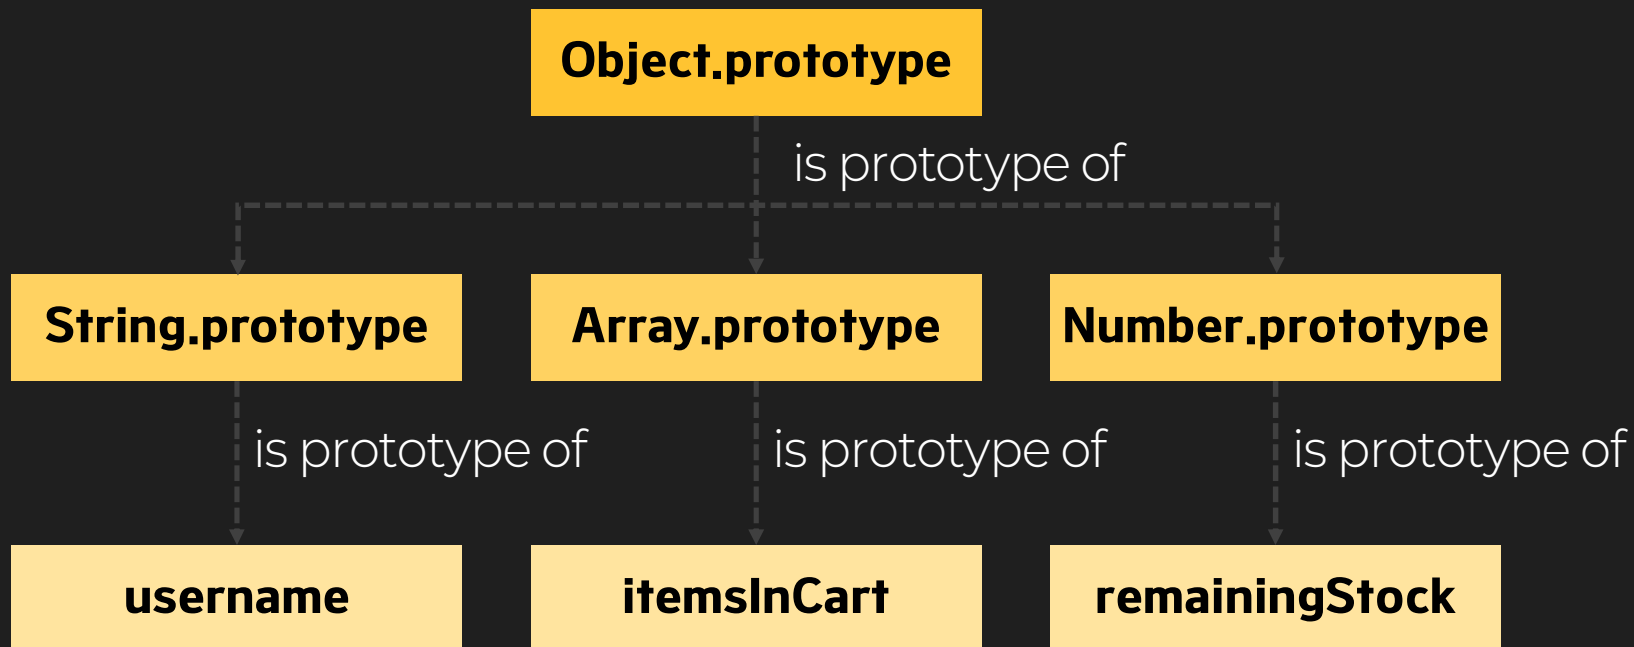 Object.prototype
is prototype of
String.prototype
Array.prototype
Number.prototype
is prototype of
is prototype of
is prototype of
username
itemsInCart
remainingStock